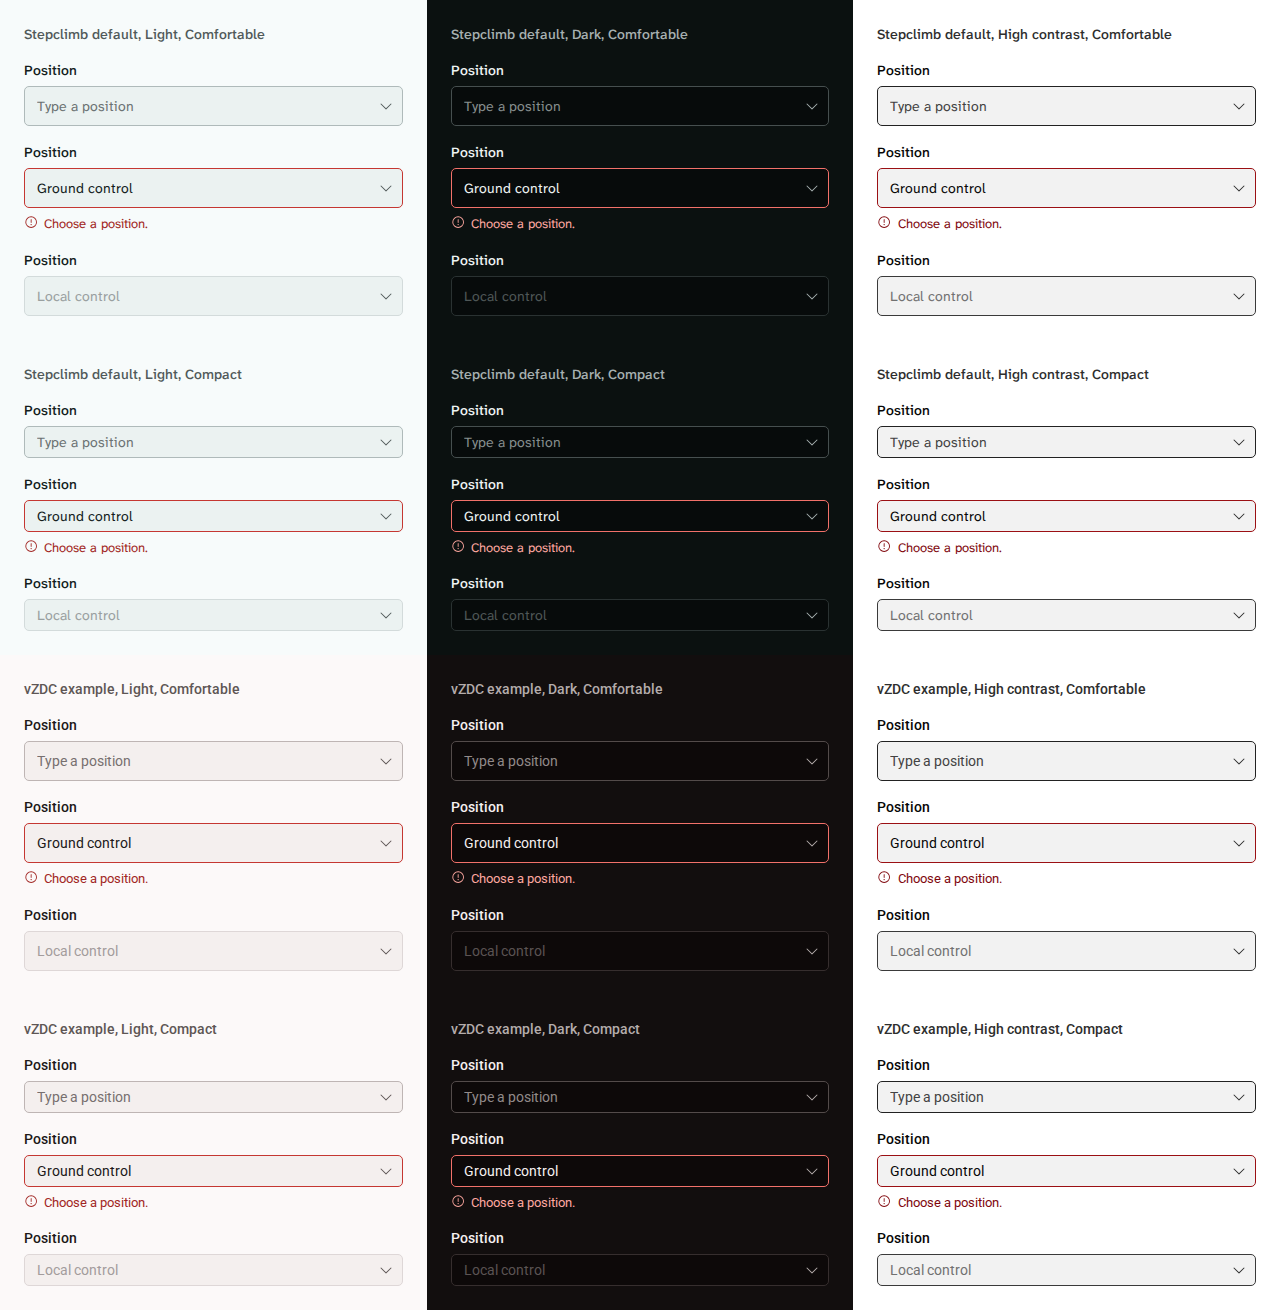 Stepclimb default, Light, Comfortable
Position
Type a position
Position
Ground control
Choose a position.
Position
Local control
Stepclimb default, Dark, Comfortable
Position
Type a position
Position
Ground control
Choose a position.
Position
Local control
Stepclimb default, High contrast, Comfortable
Position
Type a position
Position
Ground control
Choose a position.
Position
Local control
Stepclimb default, Light, Compact
Position
Type a position
Position
Ground control
Choose a position.
Position
Local control
Stepclimb default, Dark, Compact
Position
Type a position
Position
Ground control
Choose a position.
Position
Local control
Stepclimb default, High contrast, Compact
Position
Type a position
Position
Ground control
Choose a position.
Position
Local control
vZDC example, Light, Comfortable
Position
Type a position
Position
Ground control
Choose a position.
Position
Local control
vZDC example, Dark, Comfortable
Position
Type a position
Position
Ground control
Choose a position.
Position
Local control
vZDC example, High contrast, Comfortable
Position
Type a position
Position
Ground control
Choose a position.
Position
Local control
vZDC example, Light, Compact
Position
Type a position
Position
Ground control
Choose a position.
Position
Local control
vZDC example, Dark, Compact
Position
Type a position
Position
Ground control
Choose a position.
Position
Local control
vZDC example, High contrast, Compact
Position
Type a position
Position
Ground control
Choose a position.
Position
Local control